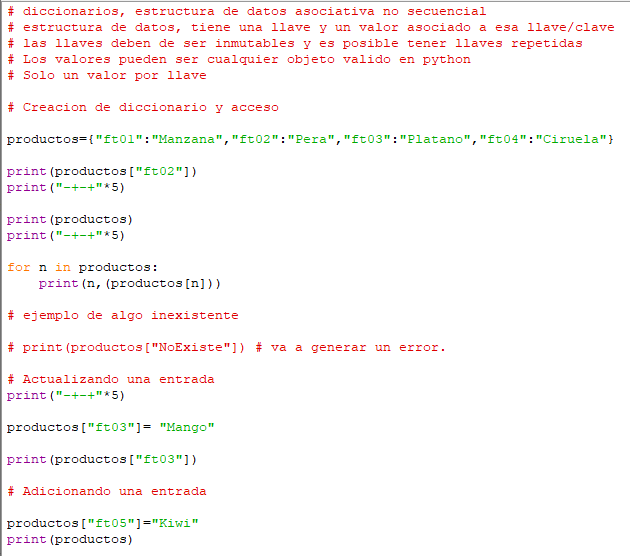 # diccionarios, estructura de datos asociativa no secuencial
# estructura de datos, tiene una llave y un valor asociado a esa llave/clave
# las llaves deben de ser inmutables y es posible tener llaves repetidas
# Los valores pueden ser cualquier objeto valido en python
# Solo un valor por llave
# Creacion de diccionario y acceso
productos={"ft01":"Manzana","ft02":"Pera","ft03":"Platano","ft04":"Ciruela"}
print(productos["ft02"])
print("-+-+"*5)
print(productos)
print("-+-+"*5)
for n in productos:
    print(n,(productos[n]))
# ejemplo de algo inexistente
# print(productos["NoExiste"]) # va a generar un error.
# Actualizando una entrada
print("-+-+"*5)
productos["ft03"]= "Mango"
print(productos["ft03"])
# Adicionando una entrada
productos["ft05"]="Kiwi"
print(productos)